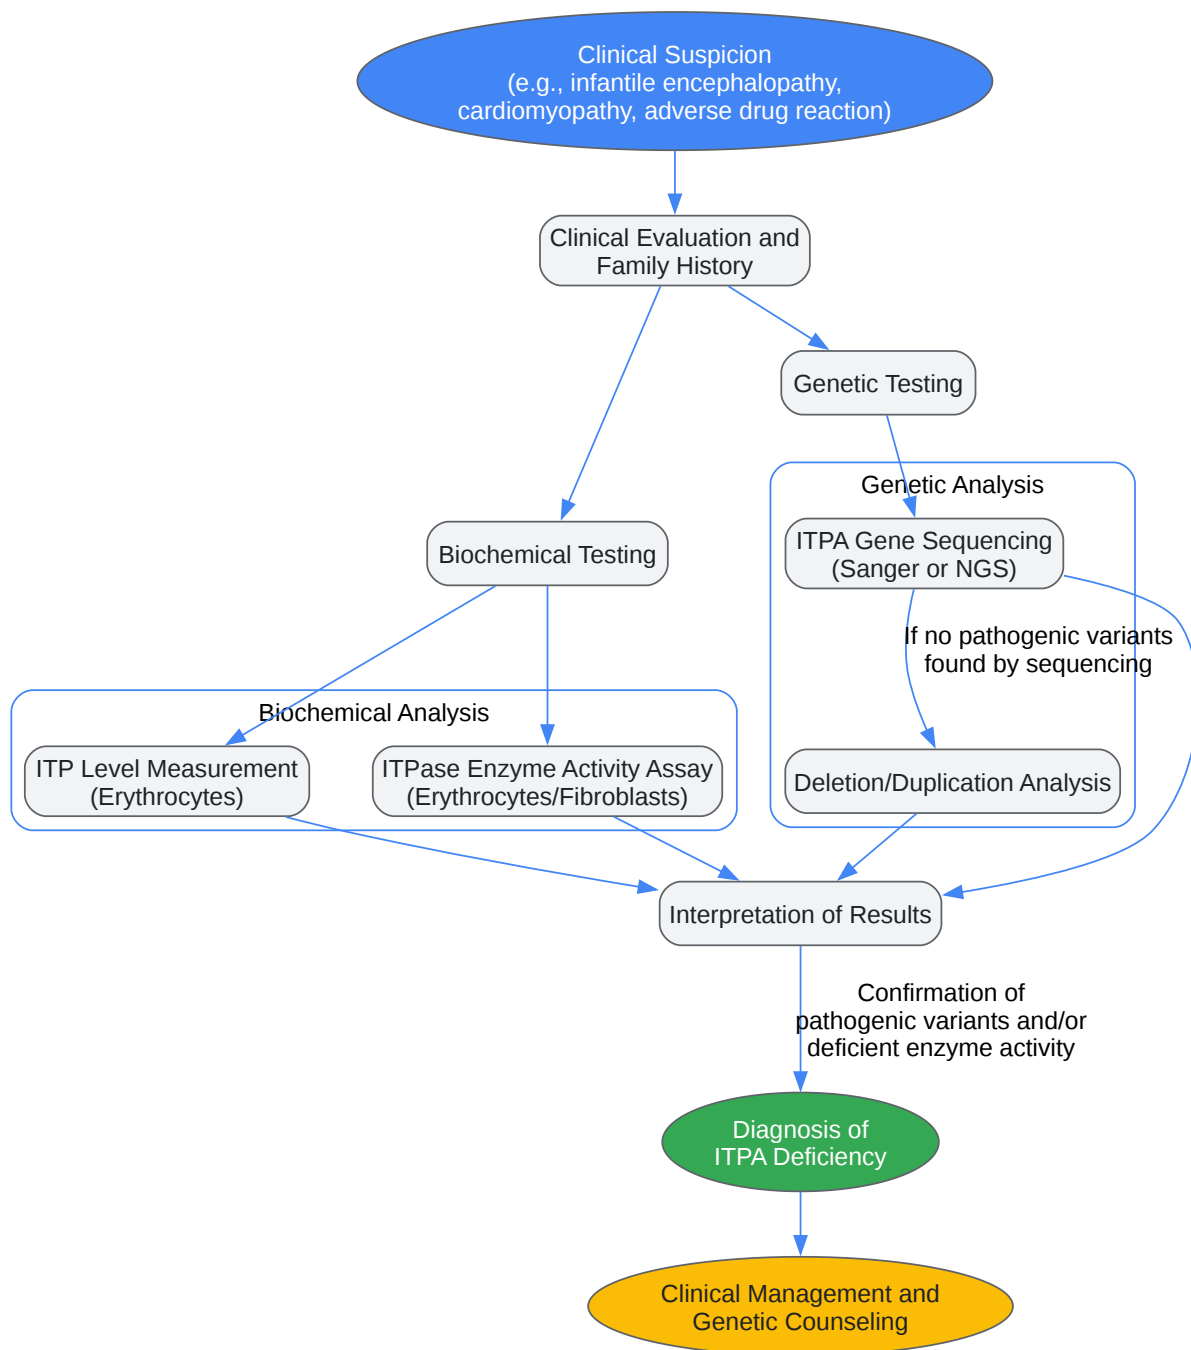 Clinical Suspicion
(e.g., infantile encephalopathy,
cardiomyopathy, adverse drug reaction)
Clinical Evaluation and
Family History
Genetic Testing
Genetic Analysis
ITPA Gene Sequencing
(Sanger or NGS)
Biochemical Testing
If no pathogenic variants
found by sequencing
Biochemical Analysis
ITP Level Measurement
(Erythrocytes)
ITPase Enzyme Activity Assay
(Erythrocytes/Fibroblasts)
Deletion/Duplication Analysis
Interpretation of Results
Confirmation of
pathogenic variants and/or
deficient enzyme activity
Diagnosis of
ITPA Deficiency
Clinical Management and
Genetic Counseling